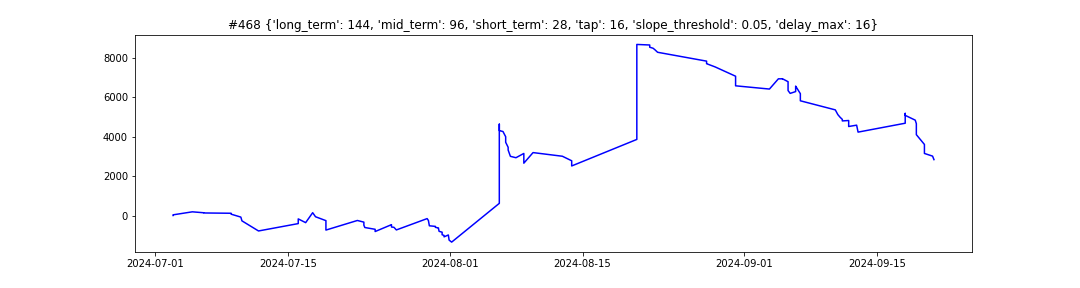 #468 {'long_term': 144, 'mid_term': 96, 'short_term': 28, 'tap': 16, 'slope_threshold': 0.05, 'delay_max': 16}
8000
6000
4000
2000
0
2024-07-01 2024-07-15 2024-08-01 2024-08-15 2024-09-01 2024-09-15